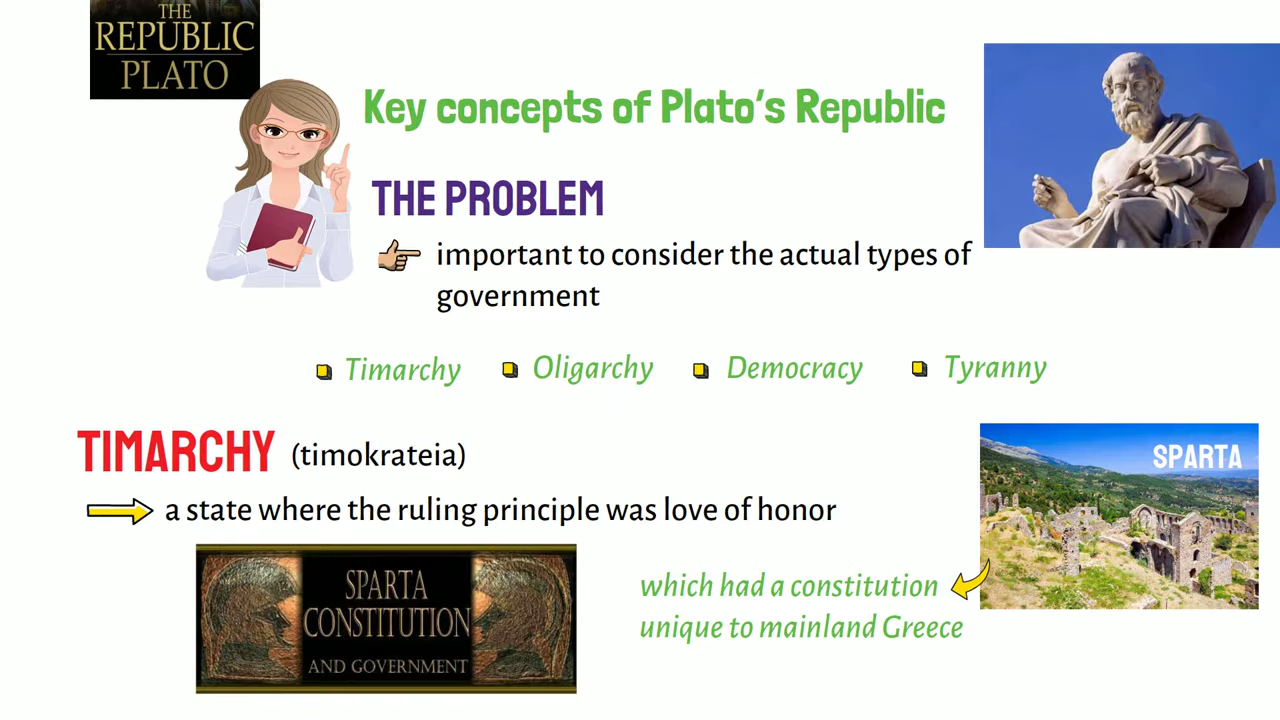 THE
REPUBLIC
PLATO
Key concepts of Plato's Republic
THE PROBLEM
important to consider the actual types of
government
Timarchy Oligarchy Democracy Tyranny
TIMARCHY (timokrateia)
a state where the ruling principle was love of honor
SPARTA
SPARTA
CONSTITUTION
AND GOVERNMENT
which had a constitution
unique to mainland Greece